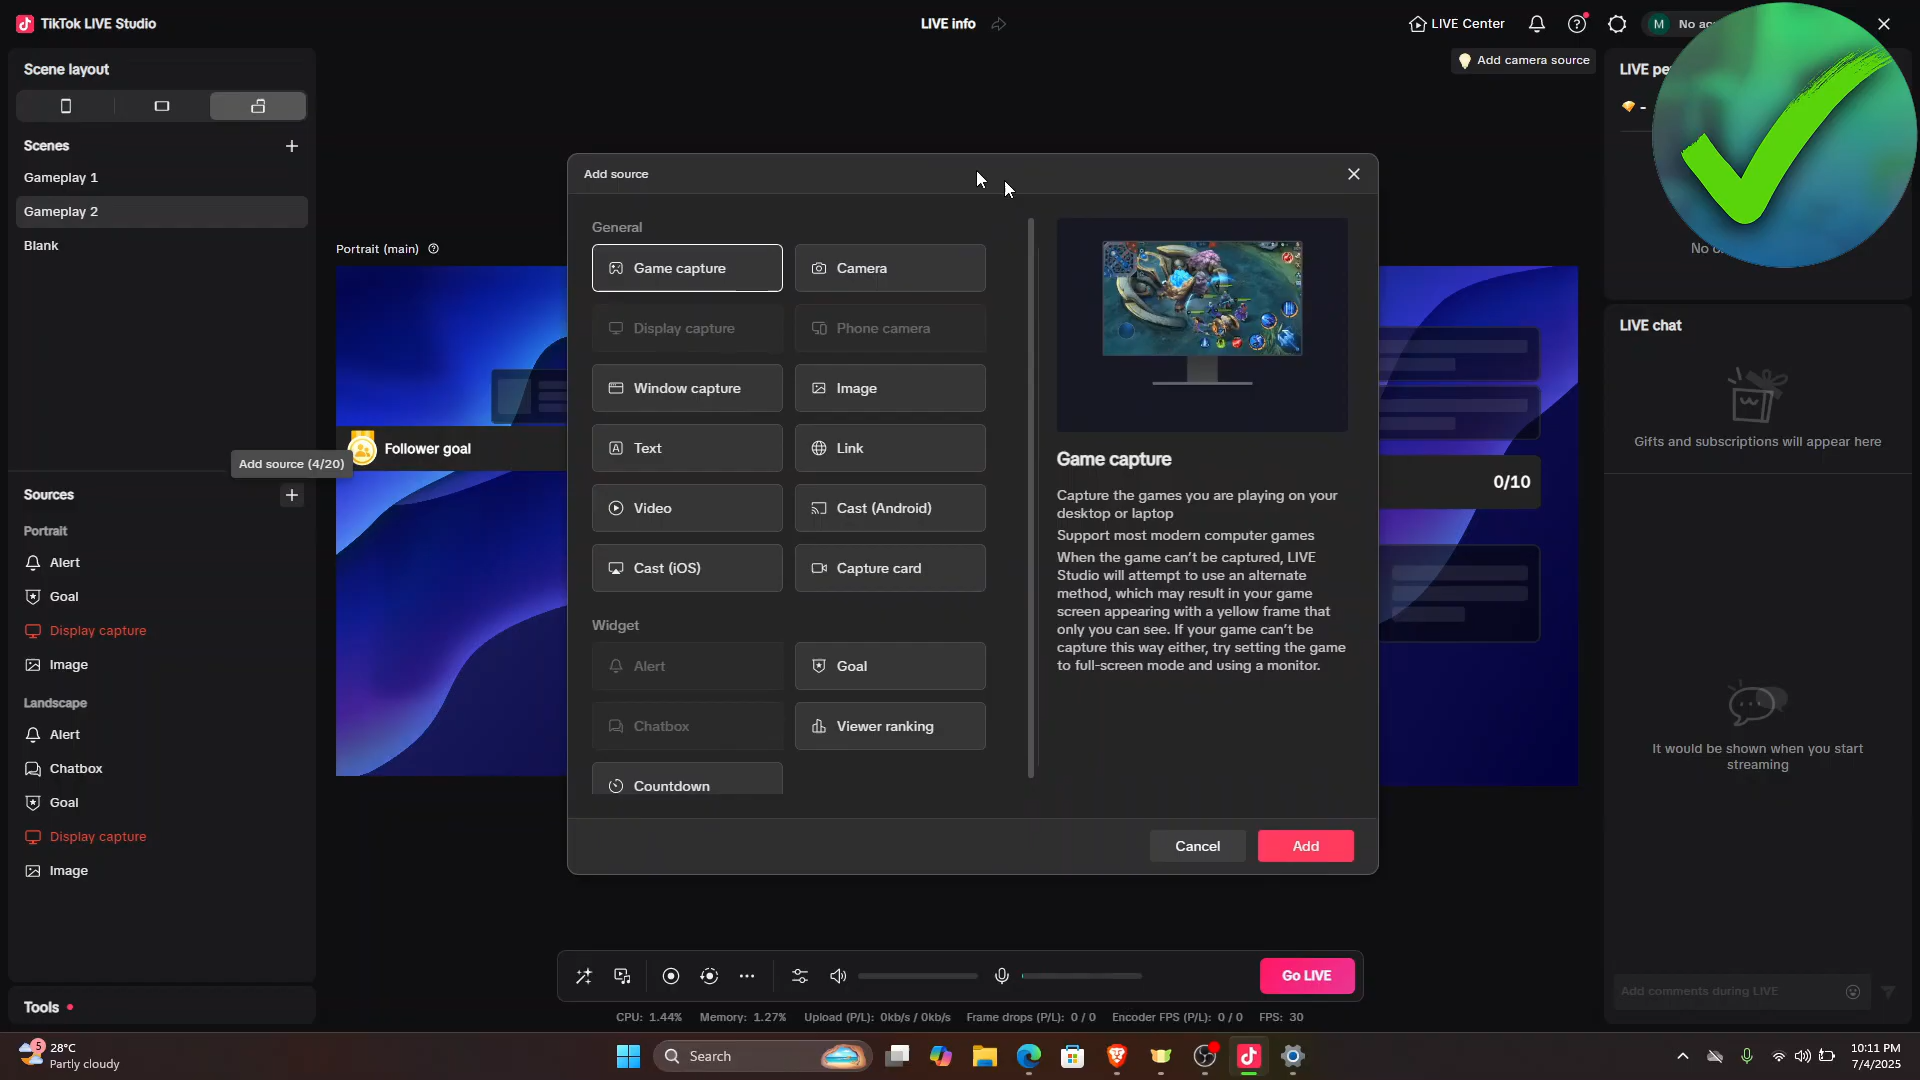 TikTok LIVE Studio
LIVE info
LIVE Center
M
Add camera source
Scene layout
Scenes
Gameplay 1
Gameplay 2
Blank
Add source (4/20)
Sources
Portrait
Alert
Goal
Display capture
Image
Landscape
Alert
Chatbox
Goal
Display capture
Image
Tools
Portrait (main)
Follower goal
0/10
Add source
General
Game capture
Camera
Display capture
Phone camera
Window capture
Image
Text
Link
Video
Cast (Android)
Cast (iOS)
Capture card
Widget
Alert
Goal
Chatbox
Viewer ranking
Countdown
Game capture
Capture the games you are playing on your
desktop or laptop
Support most modern computer games
When the game can't be captured, LIVE
Studio will attempt to use an alternate
method, which may result in your game
screen appearing with a yellow frame that
only you can see. If your game can't be
capture this way either, try setting the game
to full-screen mode and using a monitor.
Cancel
Add
LIVE
LIVE chat
Gifts and subscriptions will appear here
It would be shown when you start
streaming
Add comments during LIVE
Go LIVE
CPU: 1.44% Memory: 1.27% Upload (P/L): 0kb/s / 0kb/s Frame drops (P/L): 0 / 0 Encoder FPS (P/L): 0 / 0 FPS: 30
5
28°C
Partly cloudy
Search
10:11 PM
7/4/2025